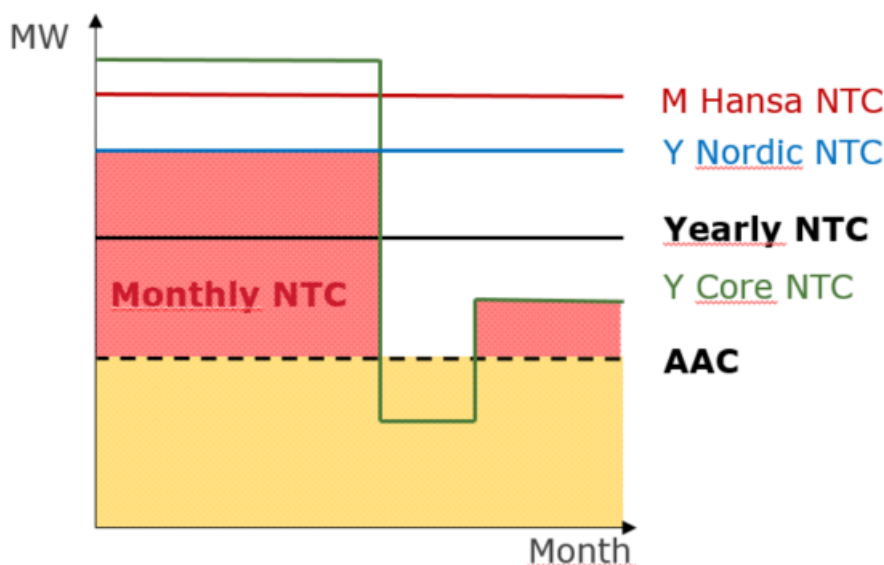 MW
M Hansa NTC
Y Nordic NTC
Yearly NTC
Monthly NTC
Y Core NTC
AAC
Month